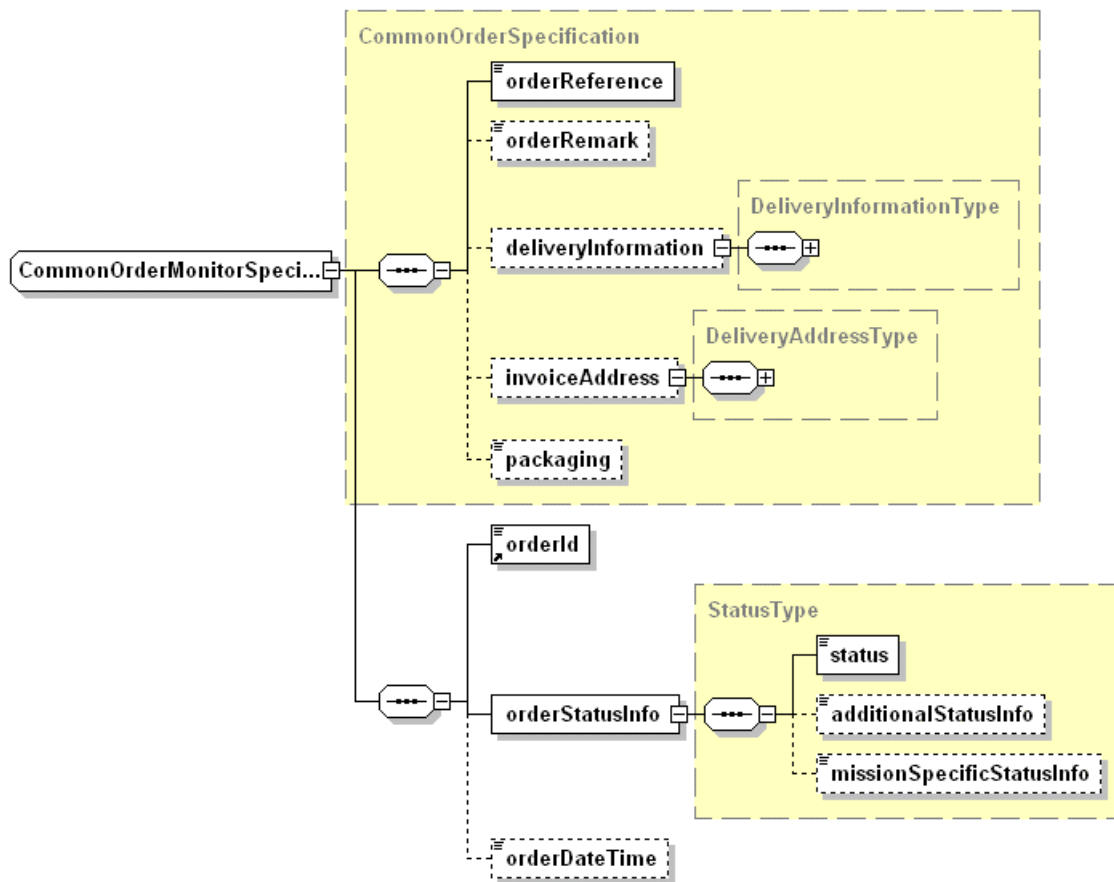 CommonOrderSpecification
orderReference
orderRemark
DeliveryInformationType
deliveryInformation
CommonOrderMonitorSpeci...
DeliveryAddressType
invoiceAddress
packaging
orderId
StatusType
status
orderStatusInfo
additionalStatusInfo
missionSpecificStatusInfo
orderDateTime